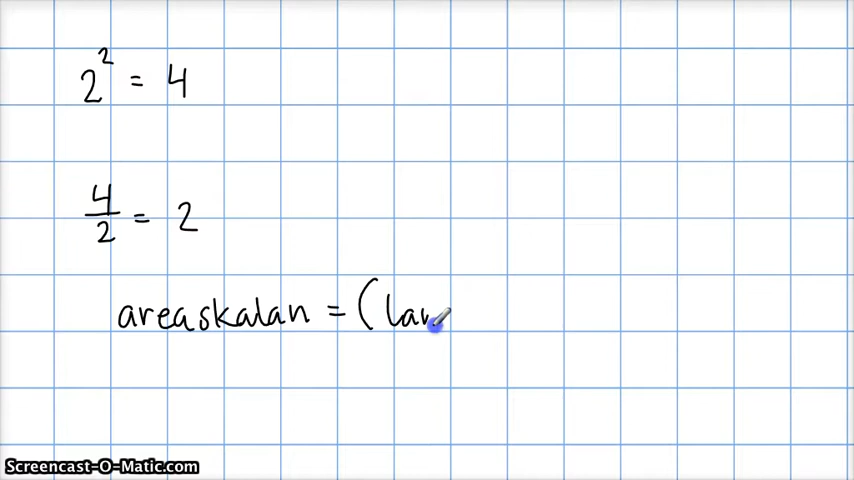 2² = 4
4/2 = 2
areaskalan = (lan
Screencast-O-Matic.com